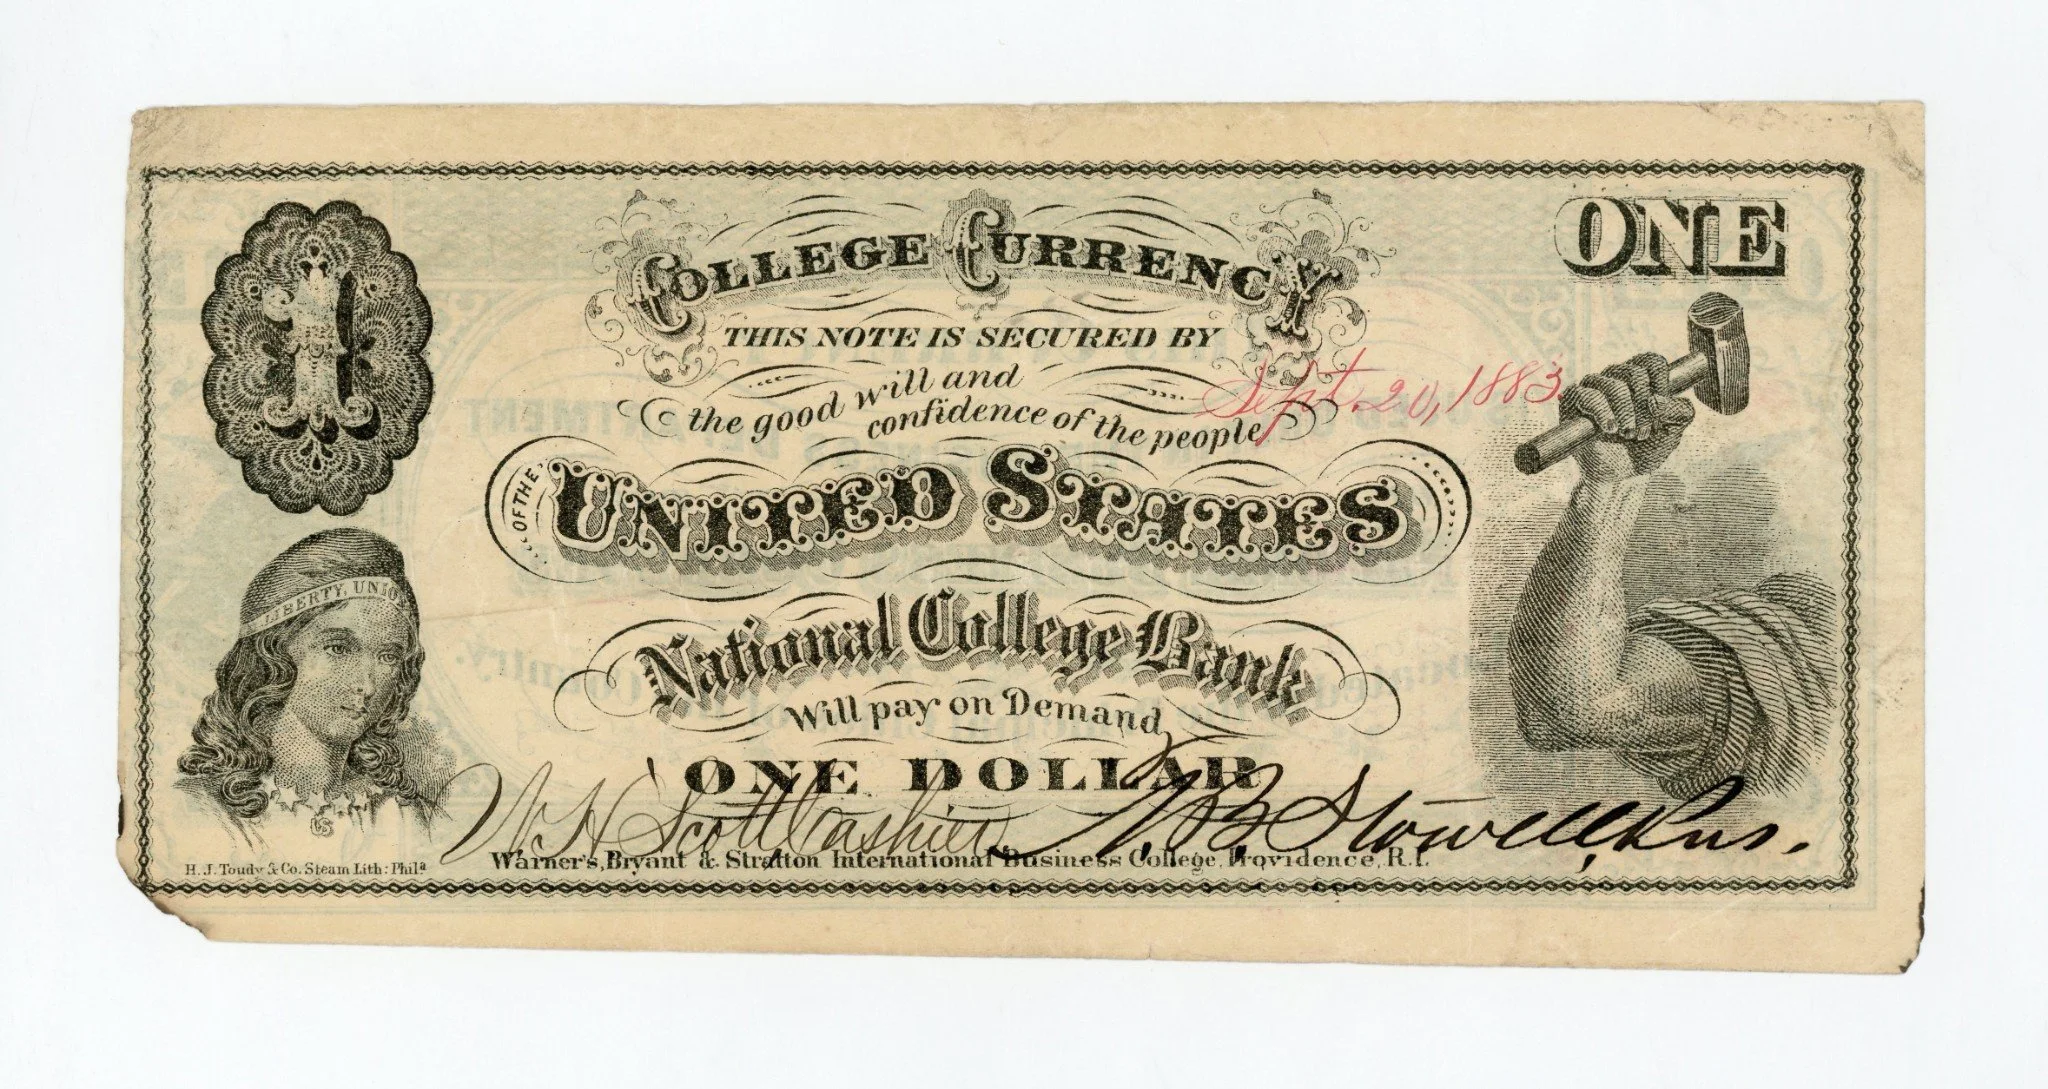 COLLEGE CURRENCY
ONE
1
THIS NOTE IS SECURED BY
the good will and
confidence of the people
Sept. 20, 1883
OF THE
UNITED STATES
LIBERTY, UNION
National College Bank
Will pay on Demand
ONE DOLLAR
W. H. Scott Cashier
W. B. Stowell, Pres.
Warner's, Bryant & Stratton International Business College, Providence, R.I.
H. J. Toudy & Co. Steam Lith: Phila